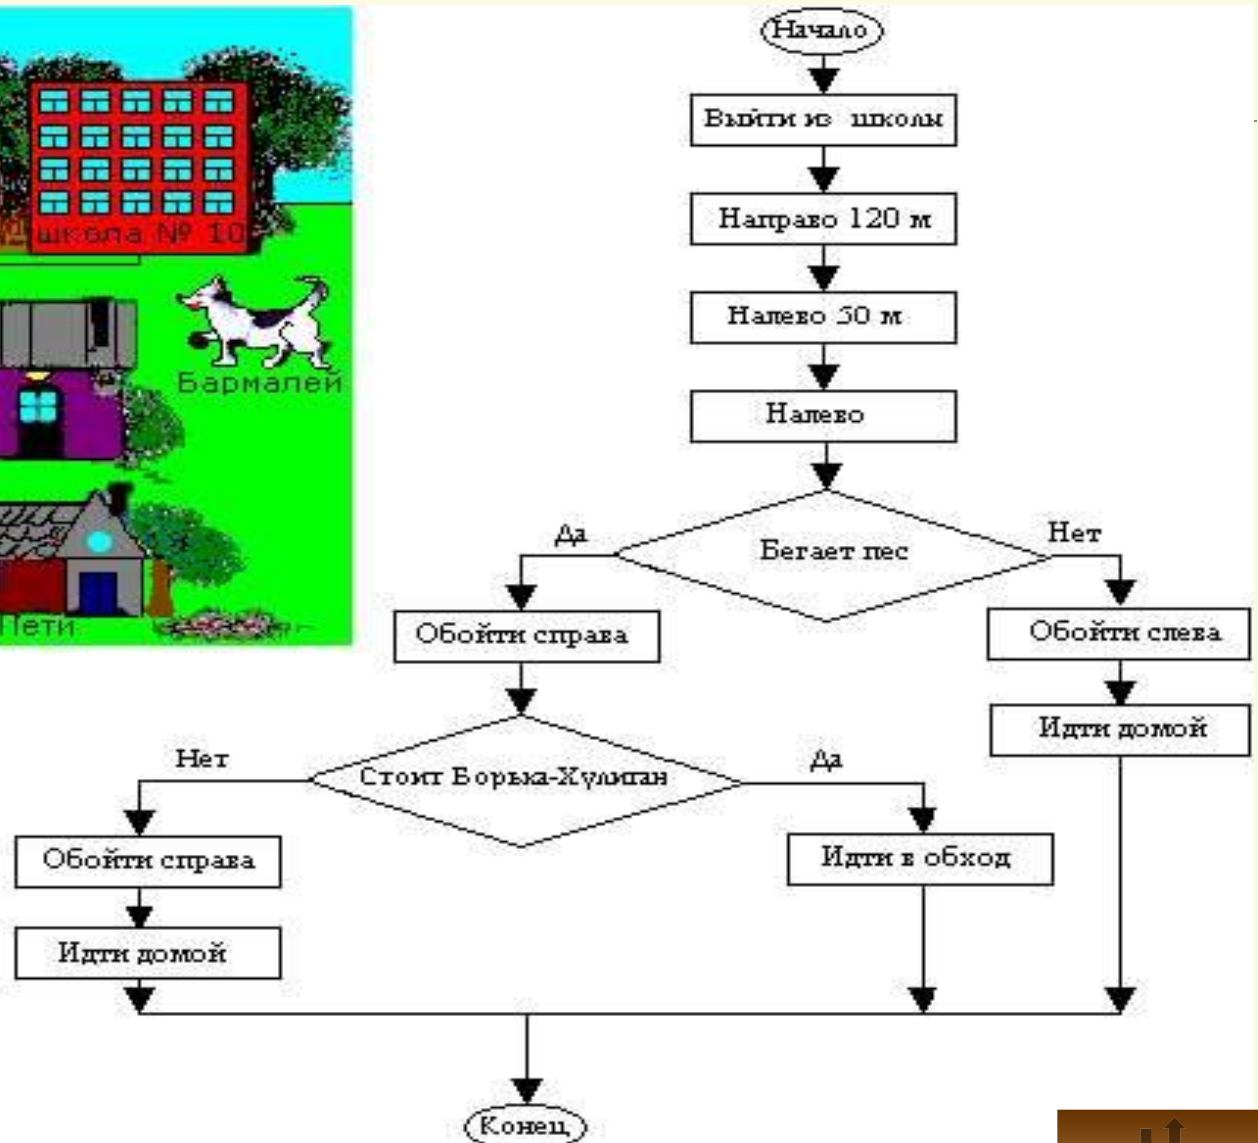 Начало
Выйти из школы
Направо 120 м
Налево 50 м
Налево
Бегает пес
Да
Нет
Обойти справа
Обойти слева
Идти домой
Стоит Борька-Хулиган
Нет
Да
Обойти справа
Идти в обход
Идти домой
Конец
школа № 10
Бармалей
Пети